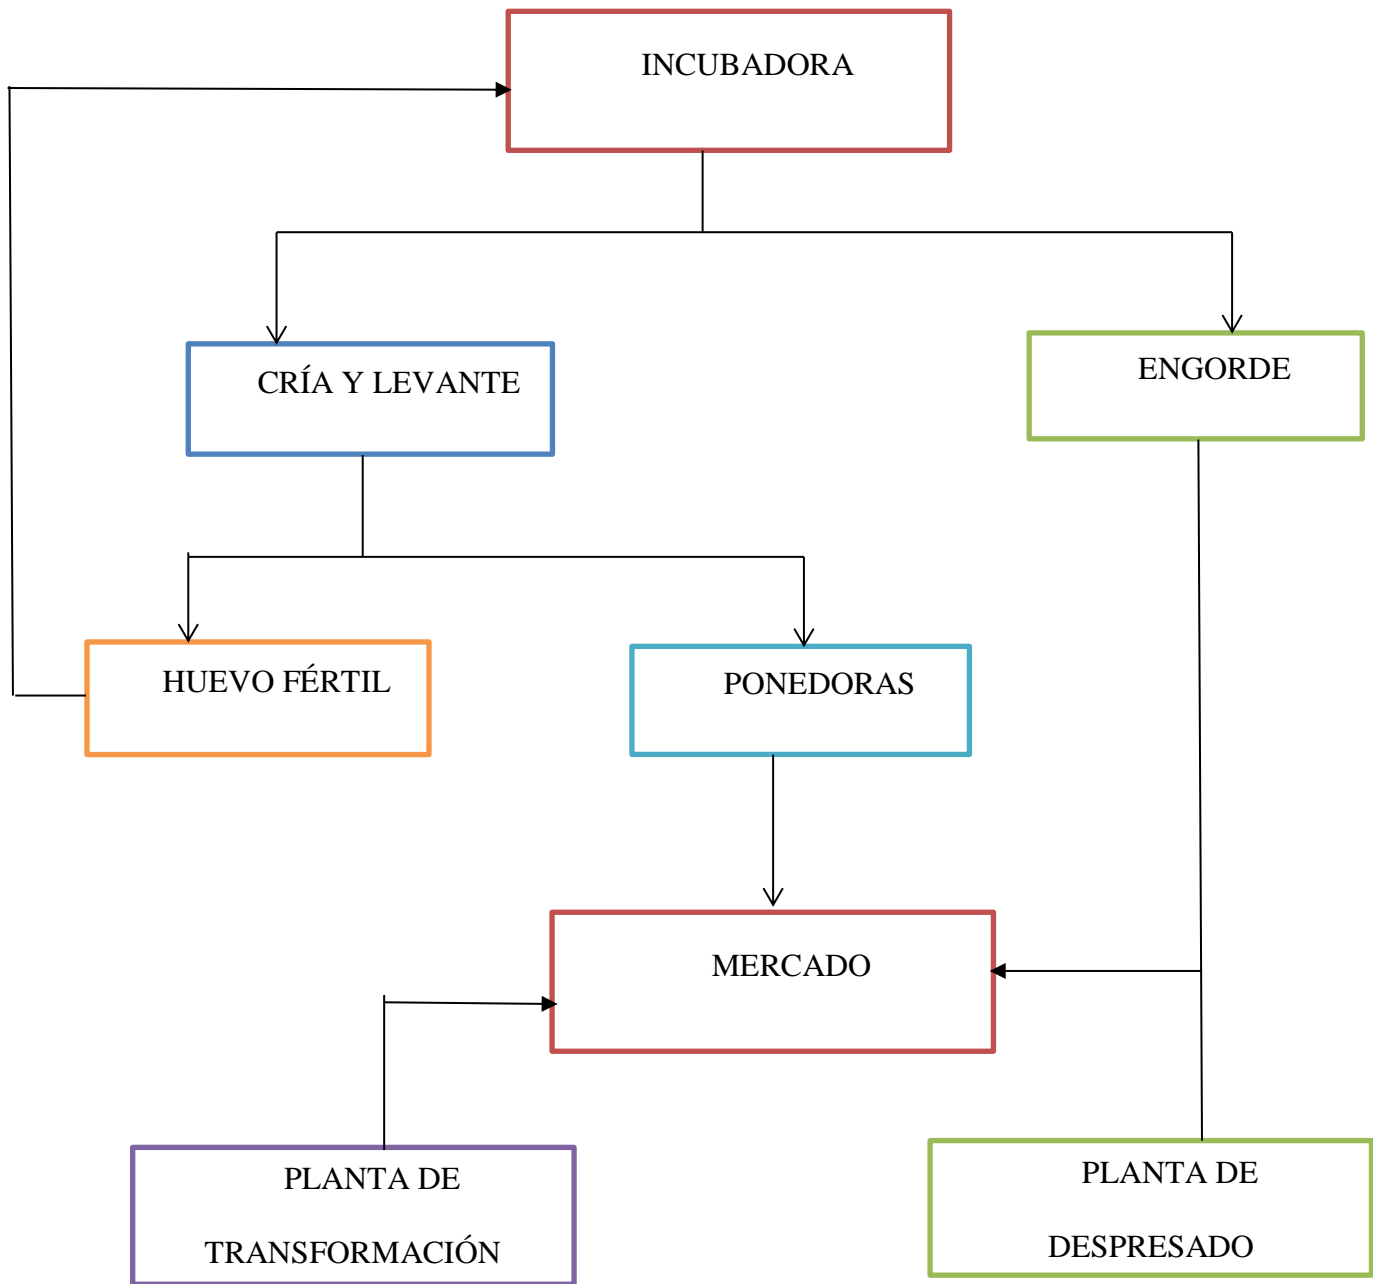 INCUBADORA
CRÍA Y LEVANTE
ENGORDE
HUEVO FÉRTIL
PONEDORAS
MERCADO
PLANTA DE
TRANSFORMACIÓN
PLANTA DE
DESPRESADO